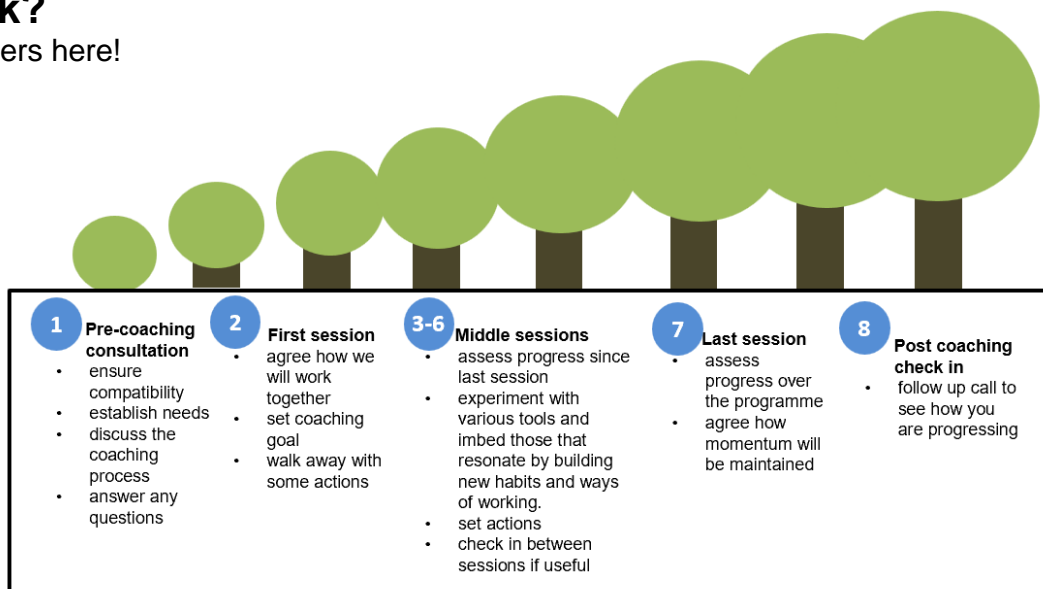 k?
ers here!
1
Pre-coaching
consultation
• ensure
compatibility
• establish needs
• discuss the
coaching
process
• answer any
questions
2
First session
• agree how we
will work
together
• set coaching
goal
• walk away with
some actions
3-6
Middle sessions
• assess progress since
last session
• experiment with
various tools and
imbed those that
resonate by building
new habits and ways
of working.
• set actions
• check in between
sessions if useful
7
Last session
• assess
progress over
the programme
• agree how
momentum will
be maintained
8
Post coaching
check in
• follow up call to
see how you
are progressing